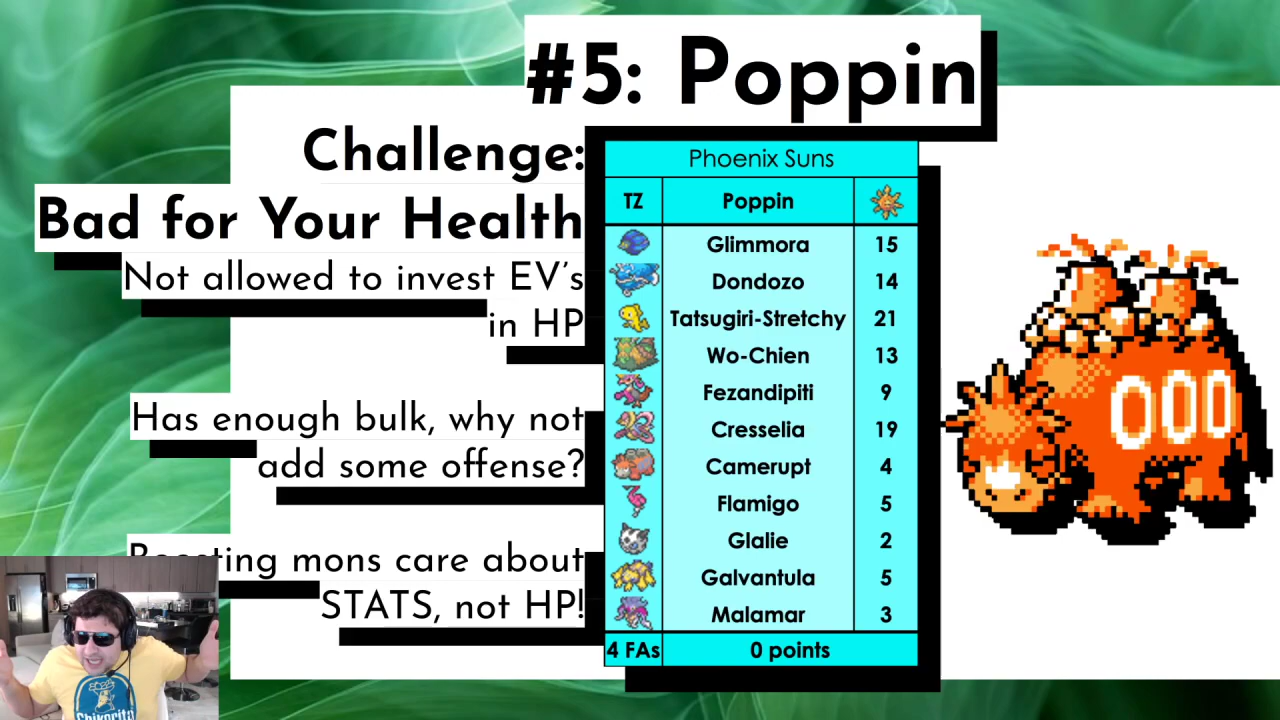 #5: Poppin
Challenge:
Bad for Your Health
Not allowed to invest EV's
in HP
Has enough bulk, why not
add some offense?
mons care about
STATS, not HP!
Phoenix Suns
TZ Poppin
Glimmora 15
Dondozo 14
Tatsugiri-Stretchy 21
Wo-Chien 13
Fezandipiti 9
Cresselia 19
Camerupt 4
Flamigo 5
Glalie 2
Galvantula 5
Malamar 3
4 FAs 0 points